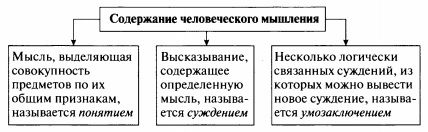 Содержание человеческого мышления
Мысль, выделяющая
совокупность
предметов по их
общим признакам,
называется понятием
Высказывание,
содержащее
определенную
мысль, называ-
ется суждением
Несколько логически
связанных суждений, из
которых можно вывести
новое суждение, называ-
ется умозаключением